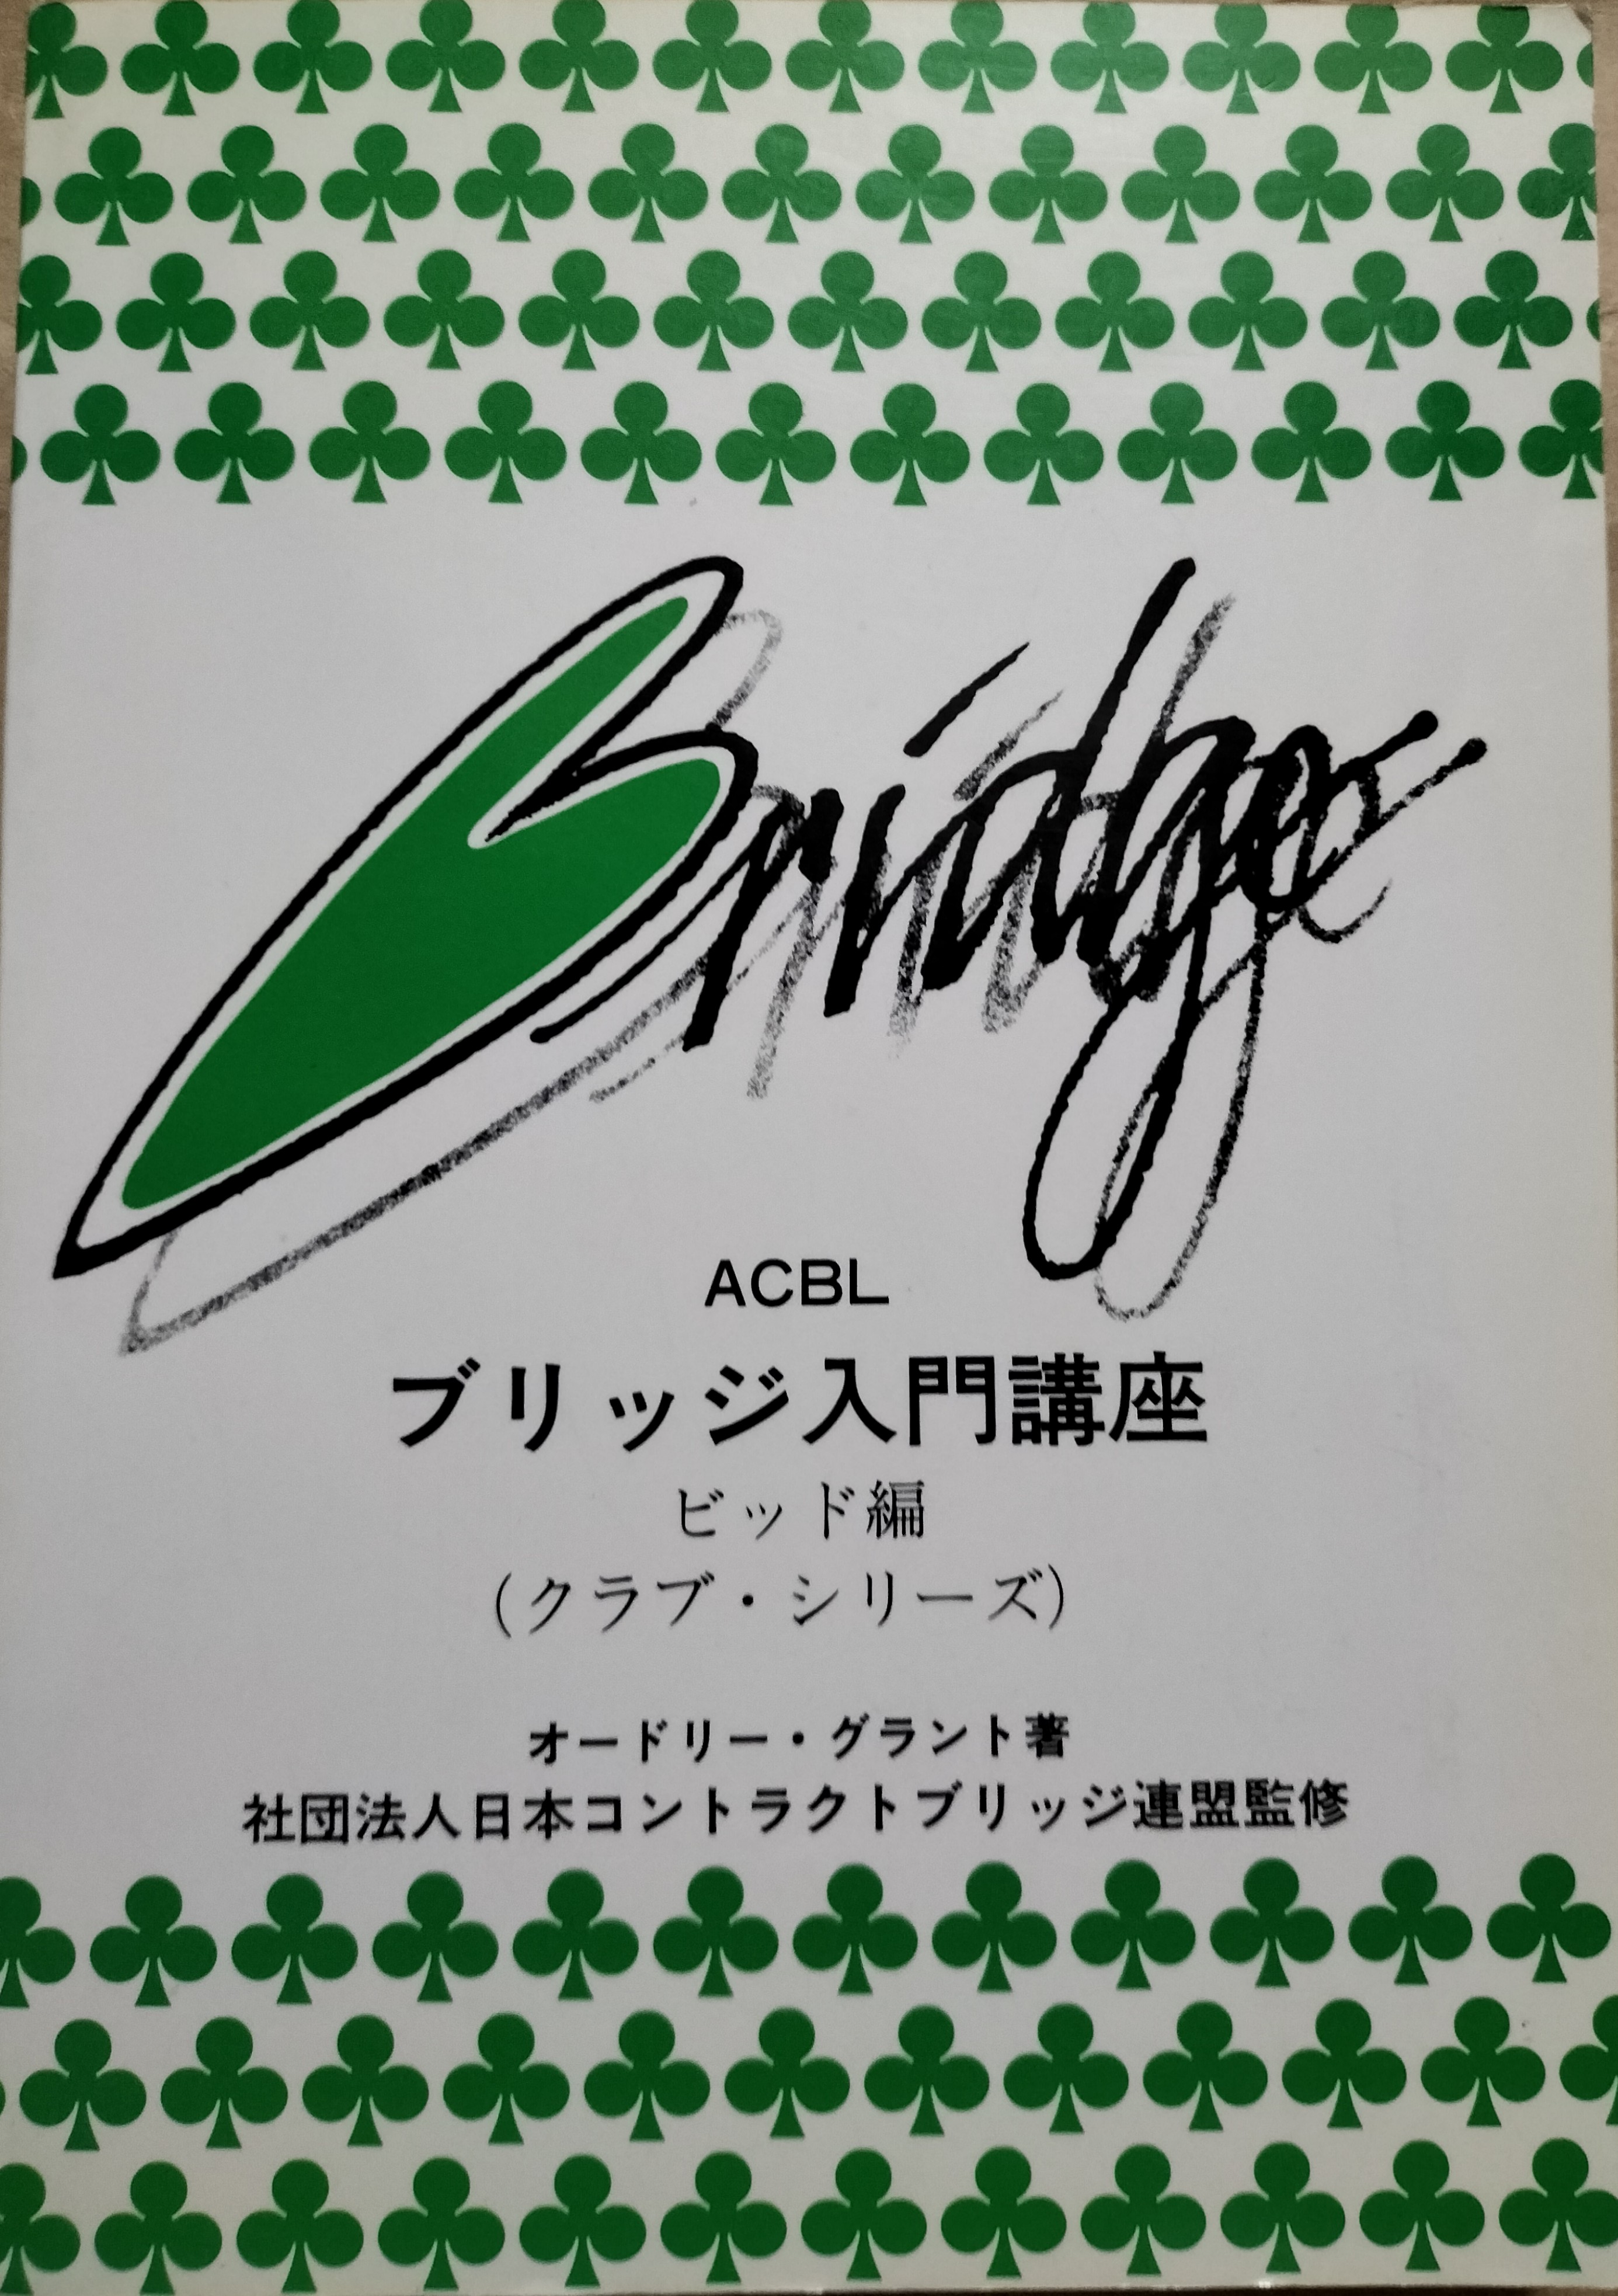 Bridge
ACBL
ブリッジ入門講座
ビッド編
(クラブ・シリーズ)
オードリー・グラント著
社団法人日本コントラクトブリッジ連盟監修